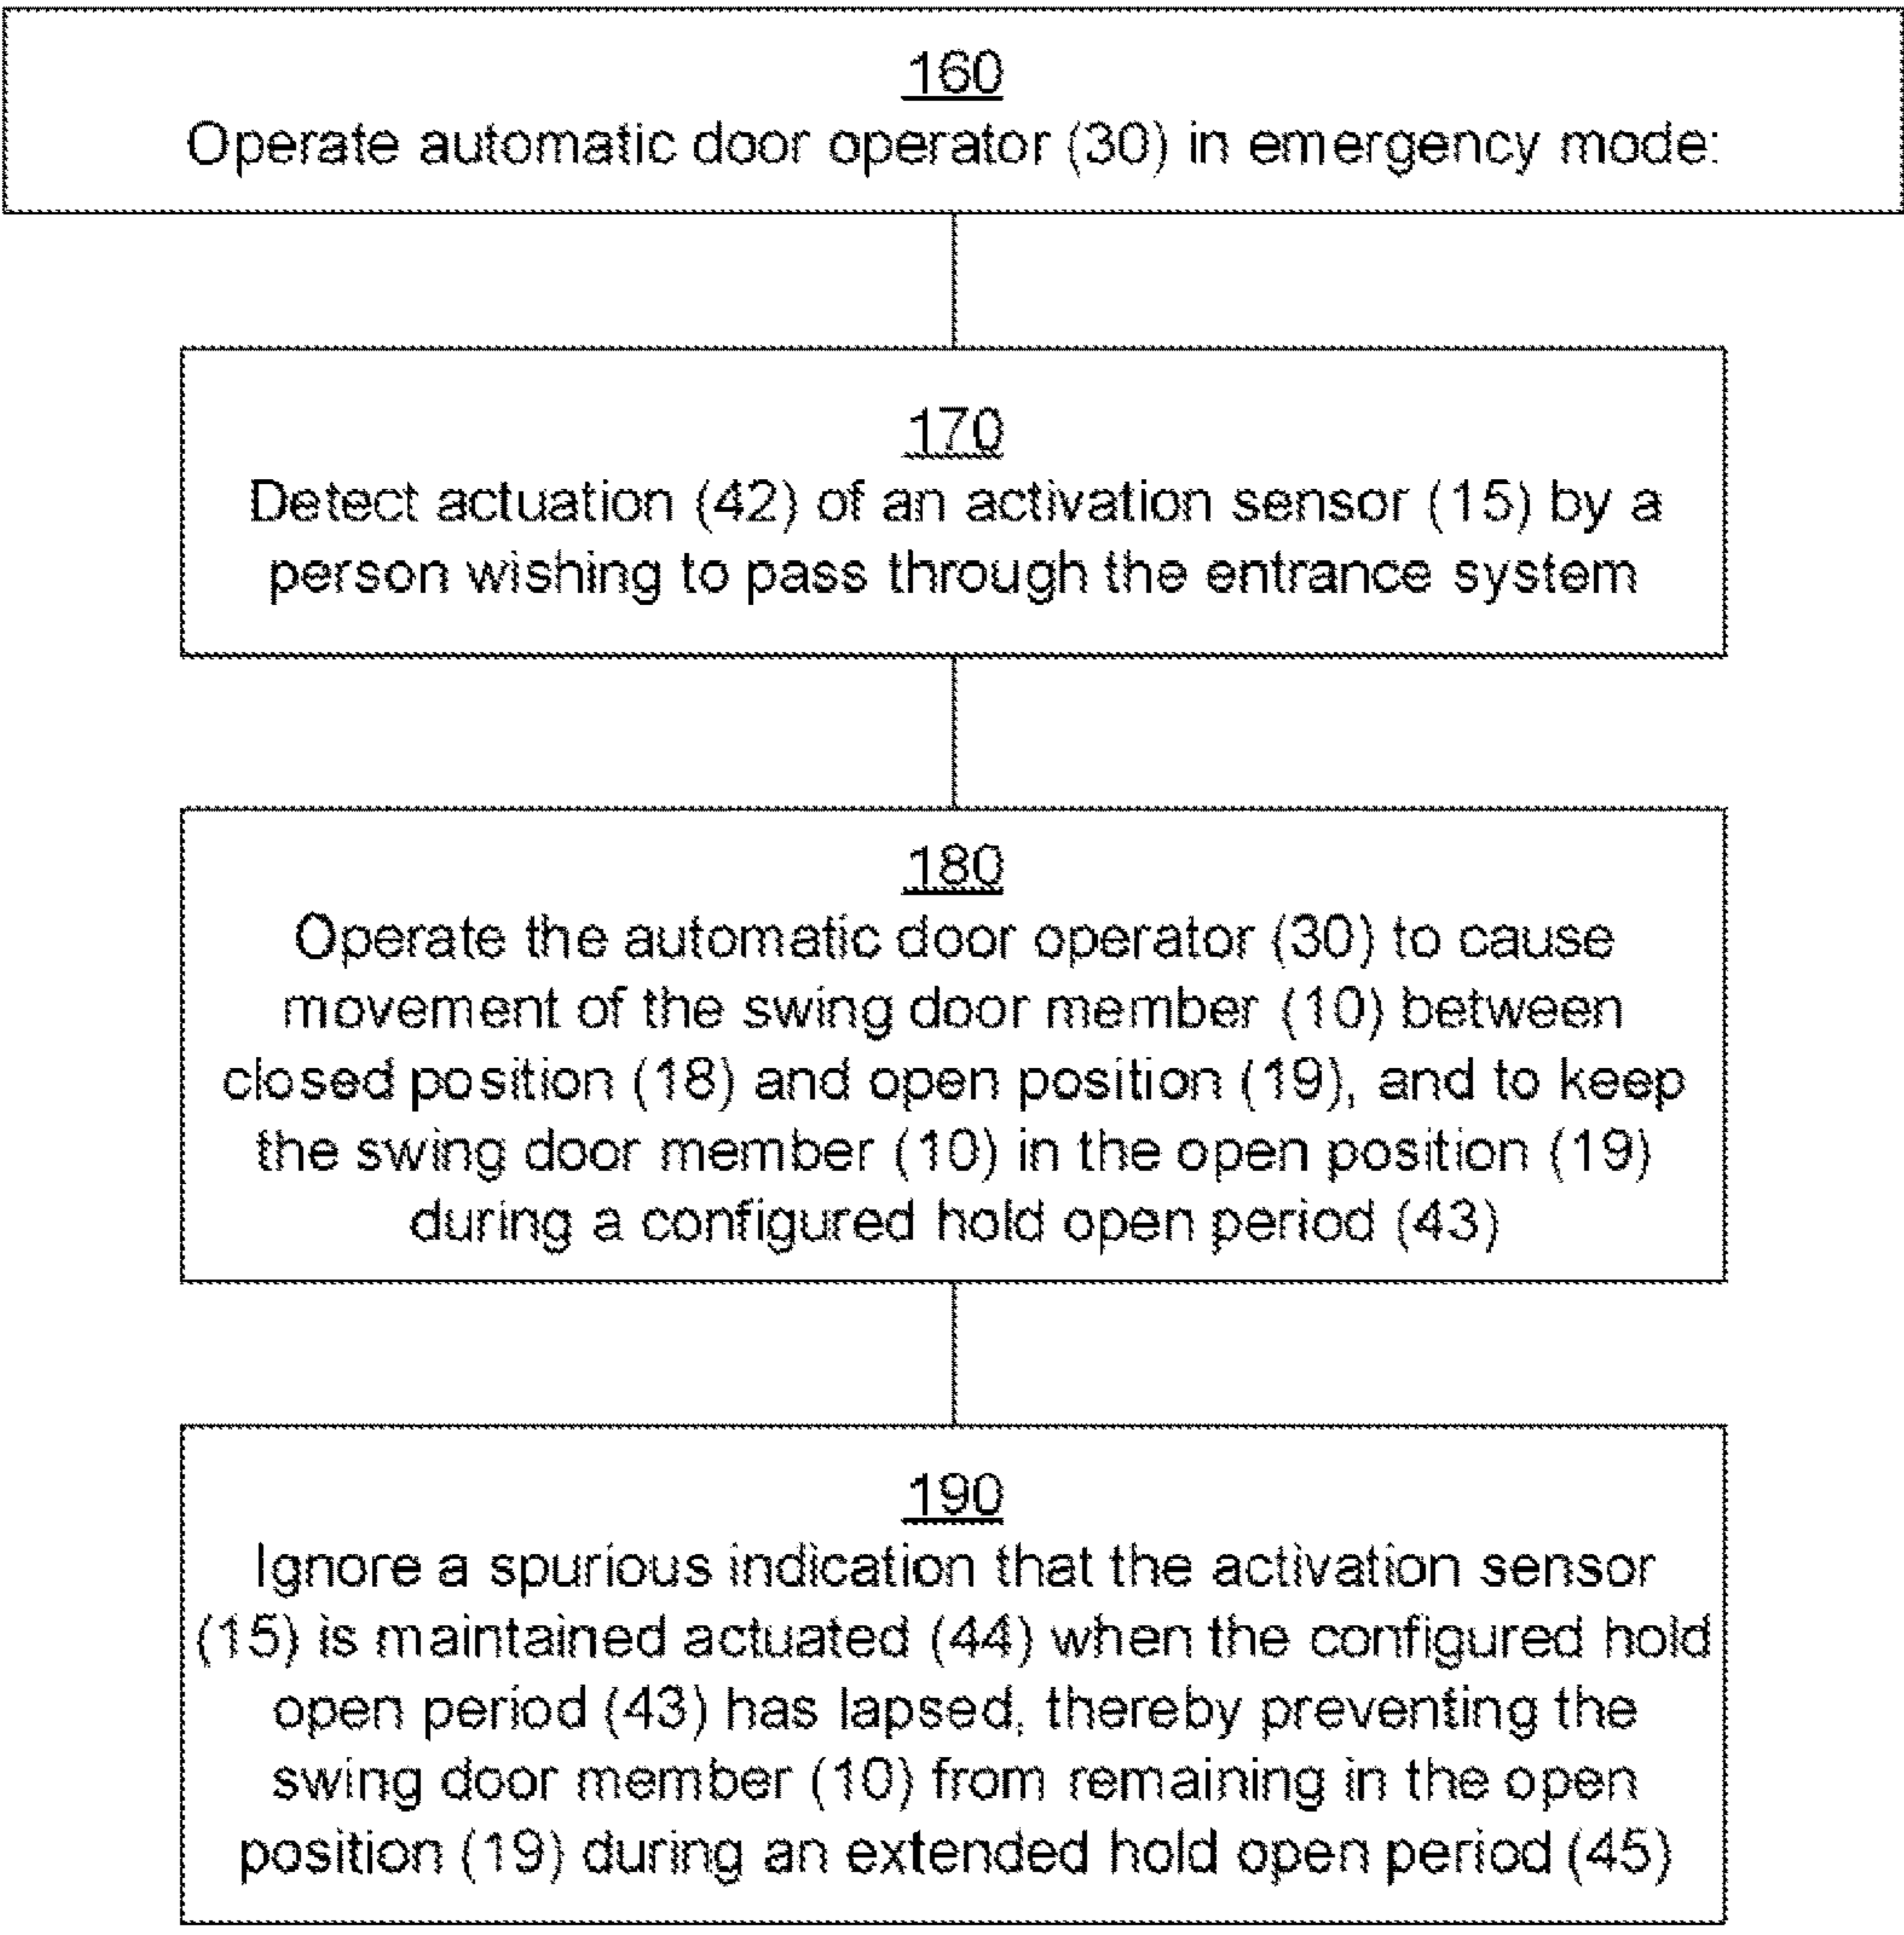 160
Operate automatic door operator (30) in emergency mode:
170
Detect actuation (42) of an activation sensor (15) by a
person wishing to pass through the entrance system
180
Operate the automatic door operator (30) to cause
movement of the swing door member (10) between
closed position (18) and open position (19), and to keep
the swing door member (10) in the open position (19)
during a configured hold open period (43)
190
Ignore a spurious indication that the activation sensor
(15) is maintained actuated (44) when the configured hold
open period (43) has lapsed, thereby preventing the
swing door member (10) from remaining in the open
position (19) during an extended hold open period (45)